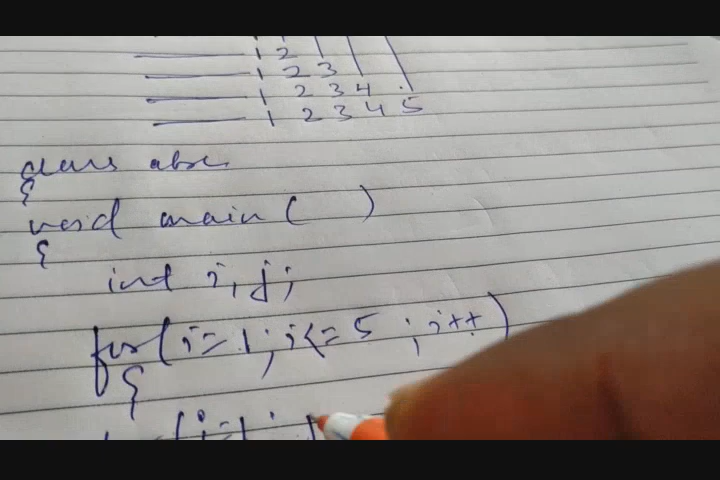 1 2
1 2 3
1 2 3 4
1 2 3 4 5
class abc
{
void main( )
{
int i, j;
for(i=1;i<=5 ;i++)
{